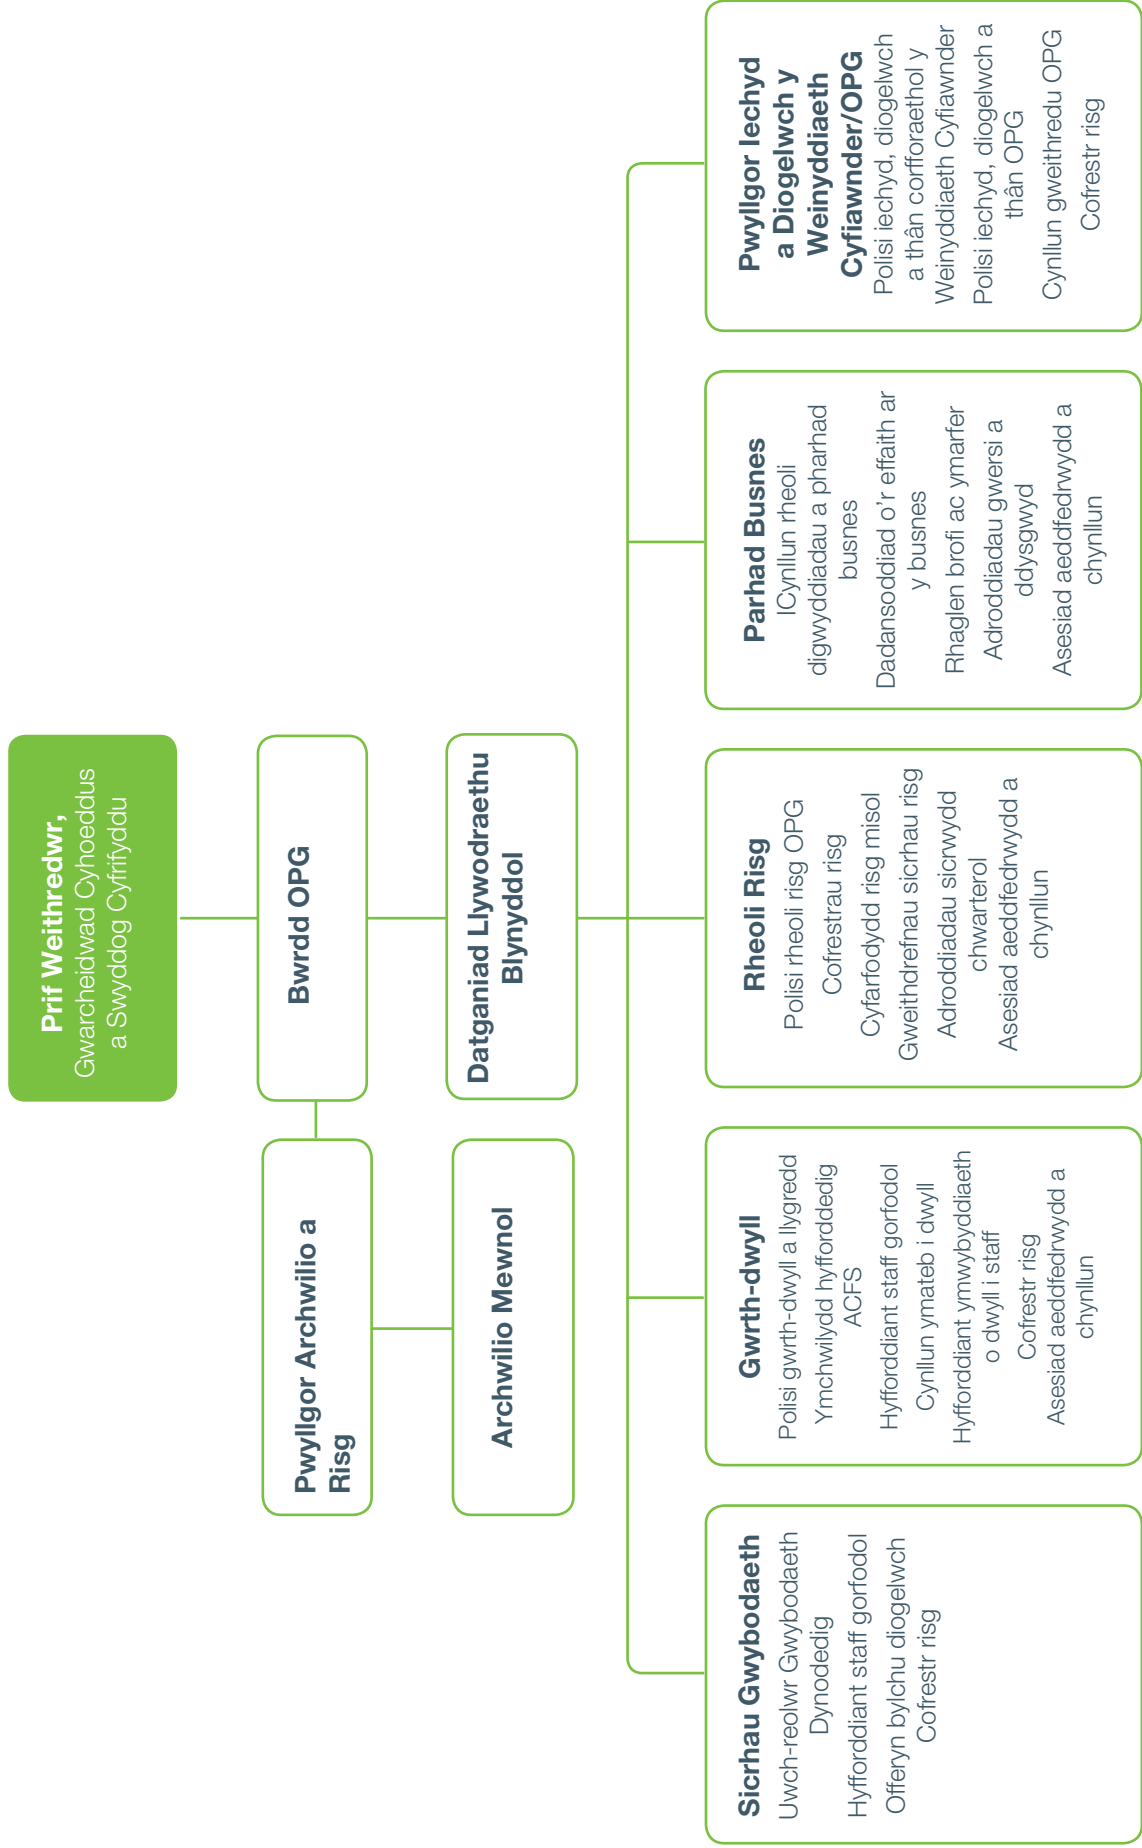 Prif Weithredwr,
Gwarcheidwad Cyhoeddus
a Swyddog Cyfrifyddu
Pwyllgor Archwilio a
Risg
Bwrdd OPG
Archwilio Mewnol
Datganiad Llywodraethu
Blynyddol
Sicrhau Gwybodaeth
Uwch-reolwr Gwybodaeth
Dynodedig
Hyfforddiant staff gorfodol
Offeryn bylchu diogelwch
Cofrestr risg
Gwrth-dwyll
Polisi gwrth-dwyll a llygredd
Ymchwilydd hyfforddedig
ACFS
Hyfforddiant staff gorfodol
Cynllun ymateb i dwyll
Hyfforddiant ymwybyddiaeth
o dwyll i staff
Cofrestr risg
Asesiad aeddfedrwydd a
chynllun
Rheoli Risg
Polisi rheoli risg OPG
Cofrestrau risg
Cyfarfodydd risg misol
Gweithdrefnau sicrhau risg
Adroddiadau sicrwydd
chwarterol
Asesiad aeddfedrwydd a
chynllun
Parhad Busnes
lCynllun rheoli
digwyddiadau a pharhad
busnes
Dadansoddiad o’r effaith ar
y busnes
Rhaglen brofi ac ymarfer
Adroddiadau gwersi a
ddysgwyd
Asesiad aeddfedrwydd a
chynllun
Pwyllgor Iechyd
a Diogelwch y
Weinyddiaeth
Cyfiawnder/OPG
Polisi iechyd, diogelwch
a thân corfforaethol y
Weinyddiaeth Cyfiawnder
Polisi iechyd, diogelwch a
thân OPG
Cynllun gweithredu OPG
Cofrestr risg